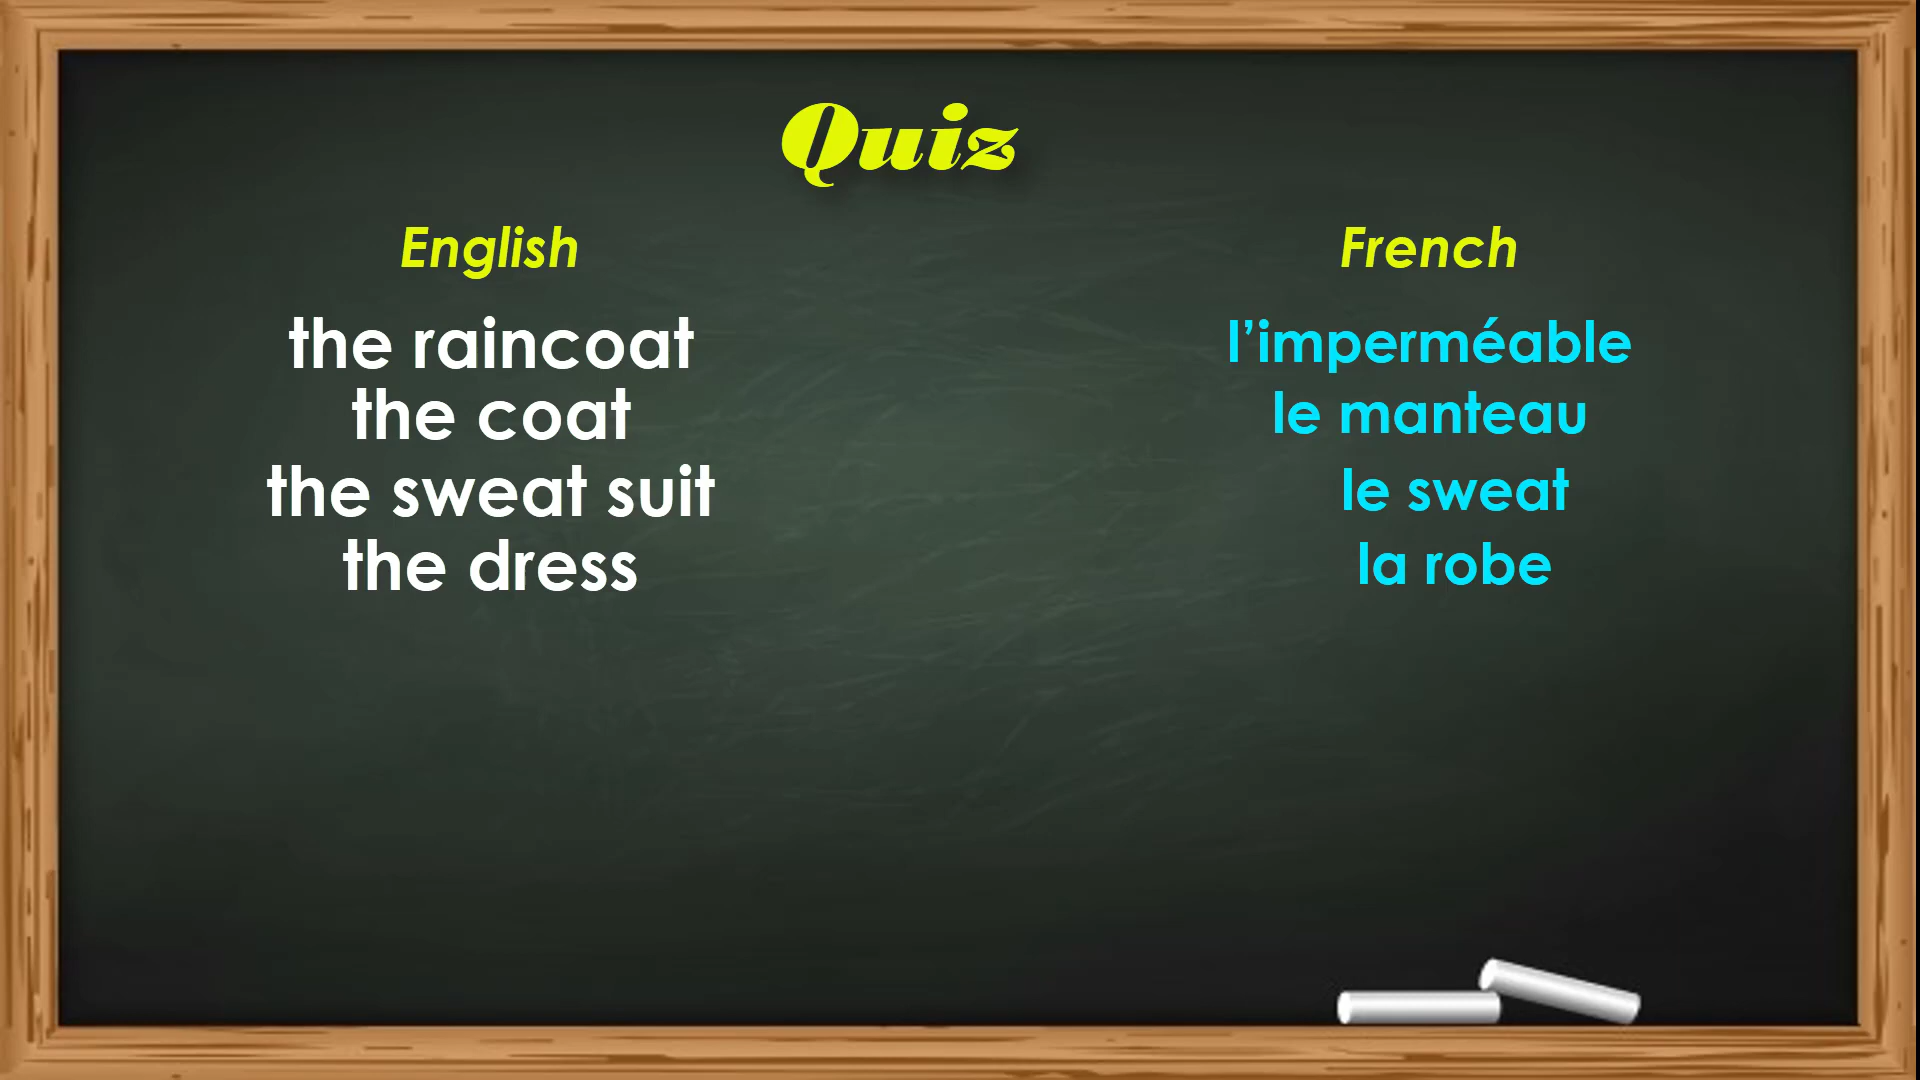 Quiz
English French
the raincoat l’imperméable
the coat le manteau
the sweat suit le sweat
the dress la robe